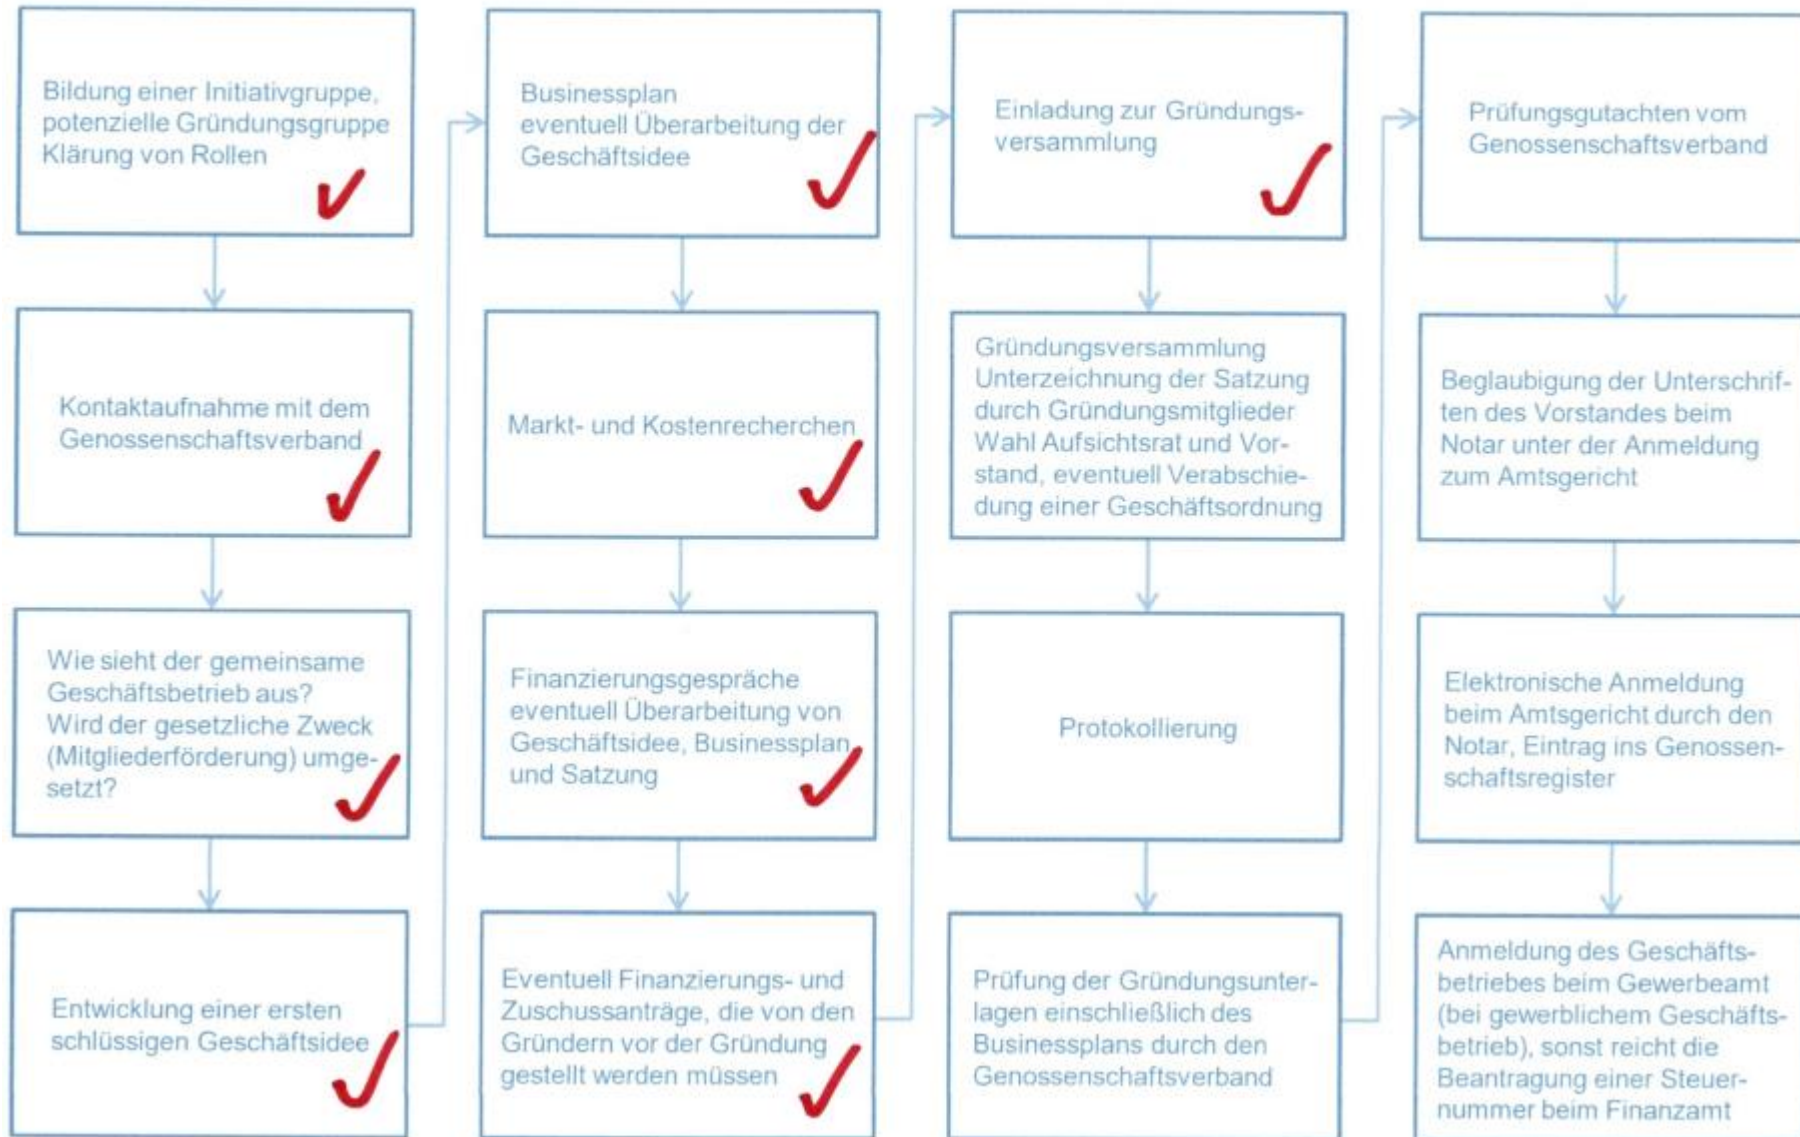 Bildung einer Initiativgruppe,
potenzielle Gründungsgruppe
Klärung von Rollen
Kontaktaufnahme mit dem
Genossenschaftsverband
Wie sieht der gemeinsame
Geschäftsbetrieb aus?
Wird der gesetzliche Zweck
(Mitgliederförderung) umge-
setzt?
Entwicklung einer ersten
schlüssigen Geschäftsidee
Businessplan
eventuell Überarbeitung der
Geschäftsidee
Markt- und Kostenrecherchen
Finanzierungsgespräche
eventuell Überarbeitung von
Geschäftsidee, Businessplan
und Satzung
Eventuell Finanzierungs- und
Zuschussanträge, die von den
Gründern vor der Gründung
gestellt werden müssen
Einladung zur Gründungs-
versammlung
Gründungsversammlung
Unterzeichnung der Satzung
durch Gründungsmitglieder
Wahl Aufsichtsrat und Vor-
stand, eventuell Verabschie-
dung einer Geschäftsordnung
Protokollierung
Prüfung der Gründungsunter-
lagen einschließlich des
Businessplans durch den
Genossenschaftsverband
Prüfungsgutachten vom
Genossenschaftsverband
Beglaubigung der Unterschrif-
ten des Vorstandes beim
Notar unter der Anmeldung
zum Amtsgericht
Elektronische Anmeldung
beim Amtsgericht durch den
Notar, Eintrag ins Genossen-
schaftsregister
Anmeldung des Geschäfts-
betriebes beim Gewerbeamt
(bei gewerblichem Geschäfts-
betrieb), sonst reicht die
Beantragung einer Steuer-
nummer beim Finanzamt